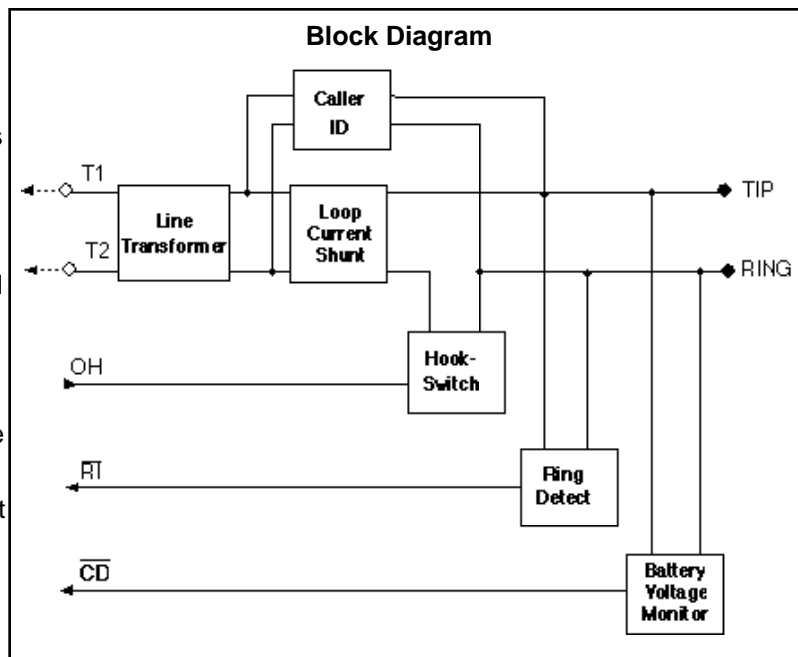 Block Diagram
Caller
ID
T1
TIP
Line
Transformer
Loop
Current
Shunt
T2
RING
OH
Hook-
Switch
RI
Ring
Detect
CD
Battery
Voltage
Monitor